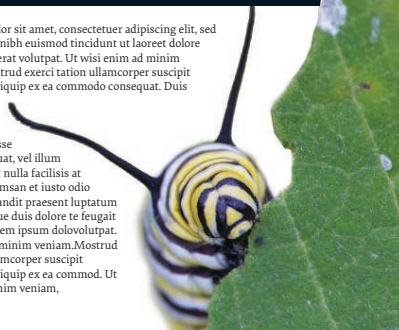 lor sit amet, consectetuer adipiscing elit, sed
nibh euismod tincidunt ut laoreet dolore
erat volutpat. Ut wisi enim ad minim
trud exerci tation ullamcorper suscipit
iquip ex ea commodo consequat. Duis
sse
uat, vel illum
t nulla facilisis at
msan et iusto odio
andit praesent luptatum
ue duis dolore te feugait
em ipsum dolovolutpat.
minim veniam.Mostrud
mcorper suscipit
iquip ex ea commod. Ut
nim veniam,